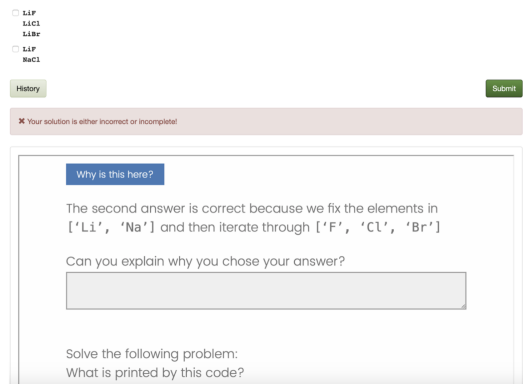 LiF
LiCl
LiBr
LiF
NaCl
History
Submit
✖ Your solution is either incorrect or incomplete!
Why is this here?
The second answer is correct because we fix the elements in
[‘Li’, ‘Na’] and then iterate through [‘F’, ‘Cl’, ‘Br’]
Can you explain why you chose your answer?
Solve the following problem:
What is printed by this code?